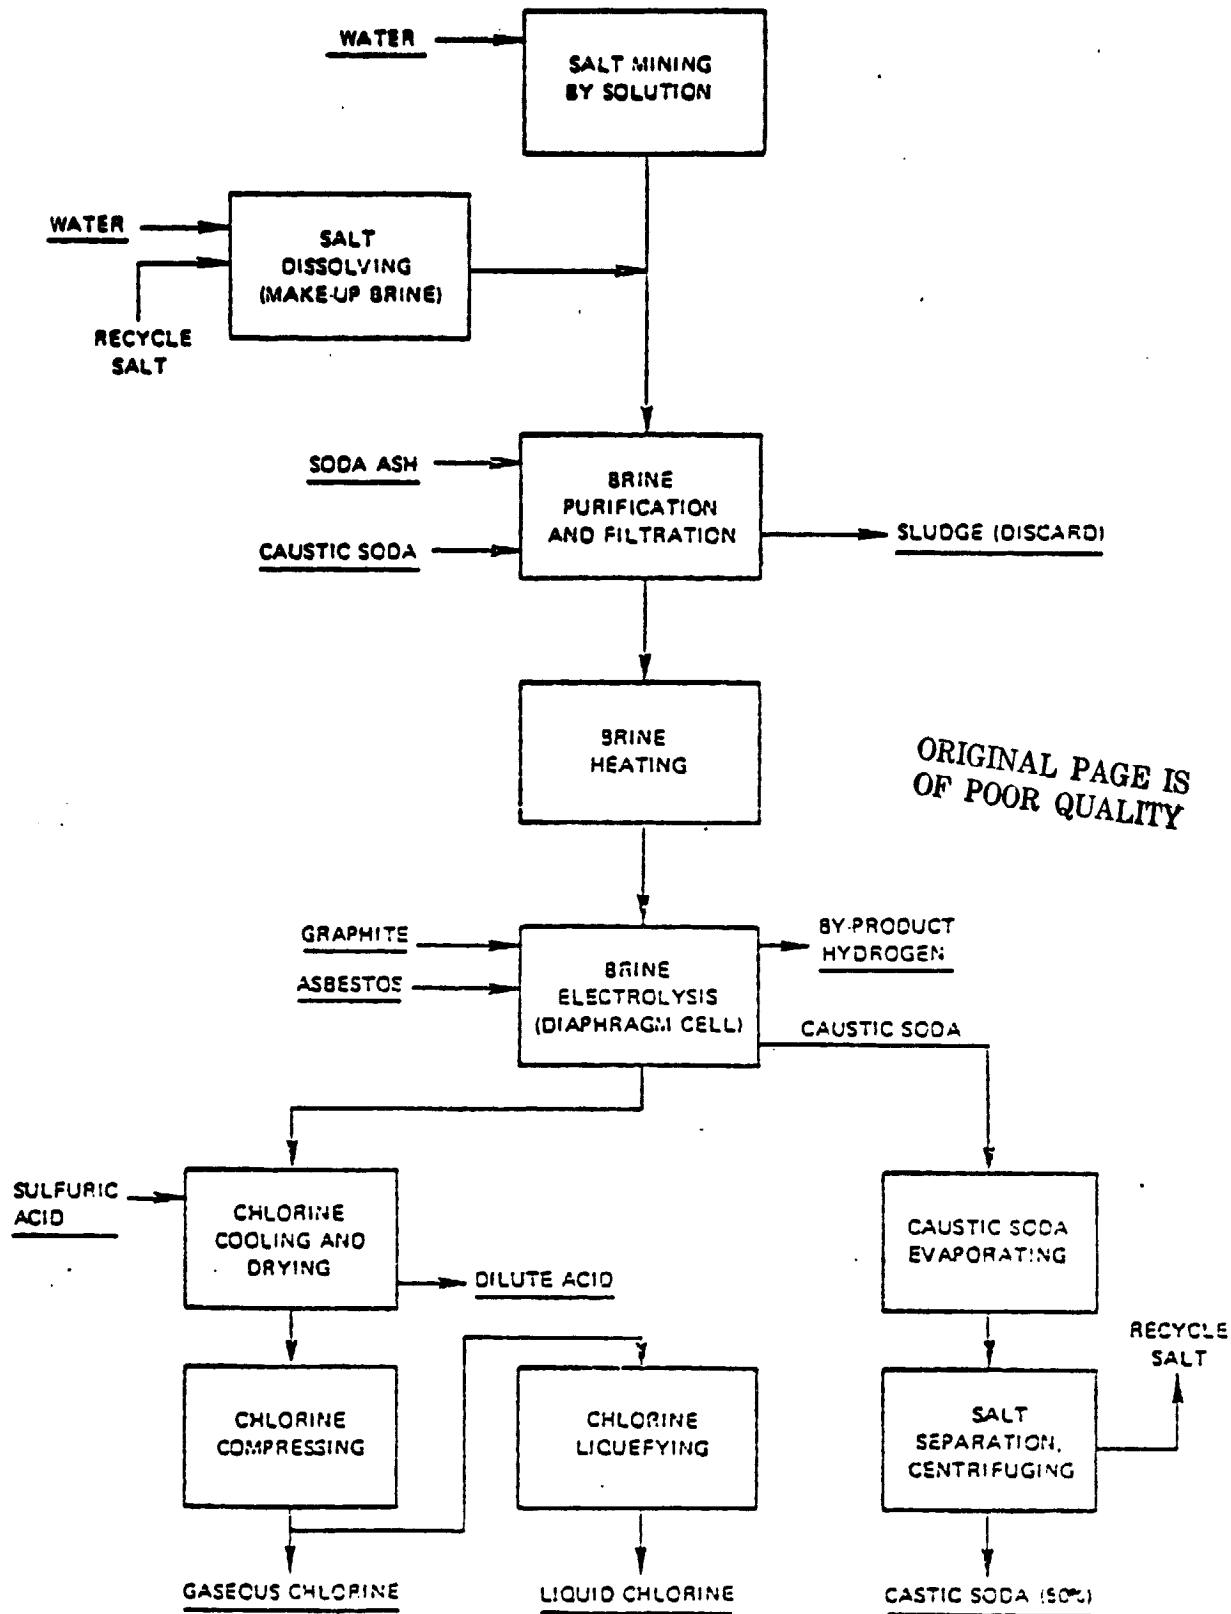 WATER
SALT MINING
BY SOLUTION
WATER
SALT
DISSOLVING
(MAKE-UP BRINE)
RECYCLE
SALT
SODA ASH
BRINE
PURIFICATION
AND FILTRATION
SLUDGE (DISCARD)
CAUSTIC SODA
BRINE
HEATING
ORIGINAL PAGE IS
OF POOR QUALITY
GRAPHITE
ASBESTOS
BRINE
ELECTROLYSIS
(DIAPHRAGM CELL)
BY-PRODUCT
HYDROGEN
CAUSTIC SODA
SULFURIC
ACID
CHLORINE
COOLING AND
DRYING
DILUTE ACID
CAUSTIC SODA
EVAPORATING
RECYCLE
SALT
CHLORINE
COMPRESSING
CHLORINE
LIQUEFYING
SALT
SEPARATION,
CENTRIFUGING
GASEOUS CHLORINE
LIQUID CHLORINE
CASTIC SODA (50%)